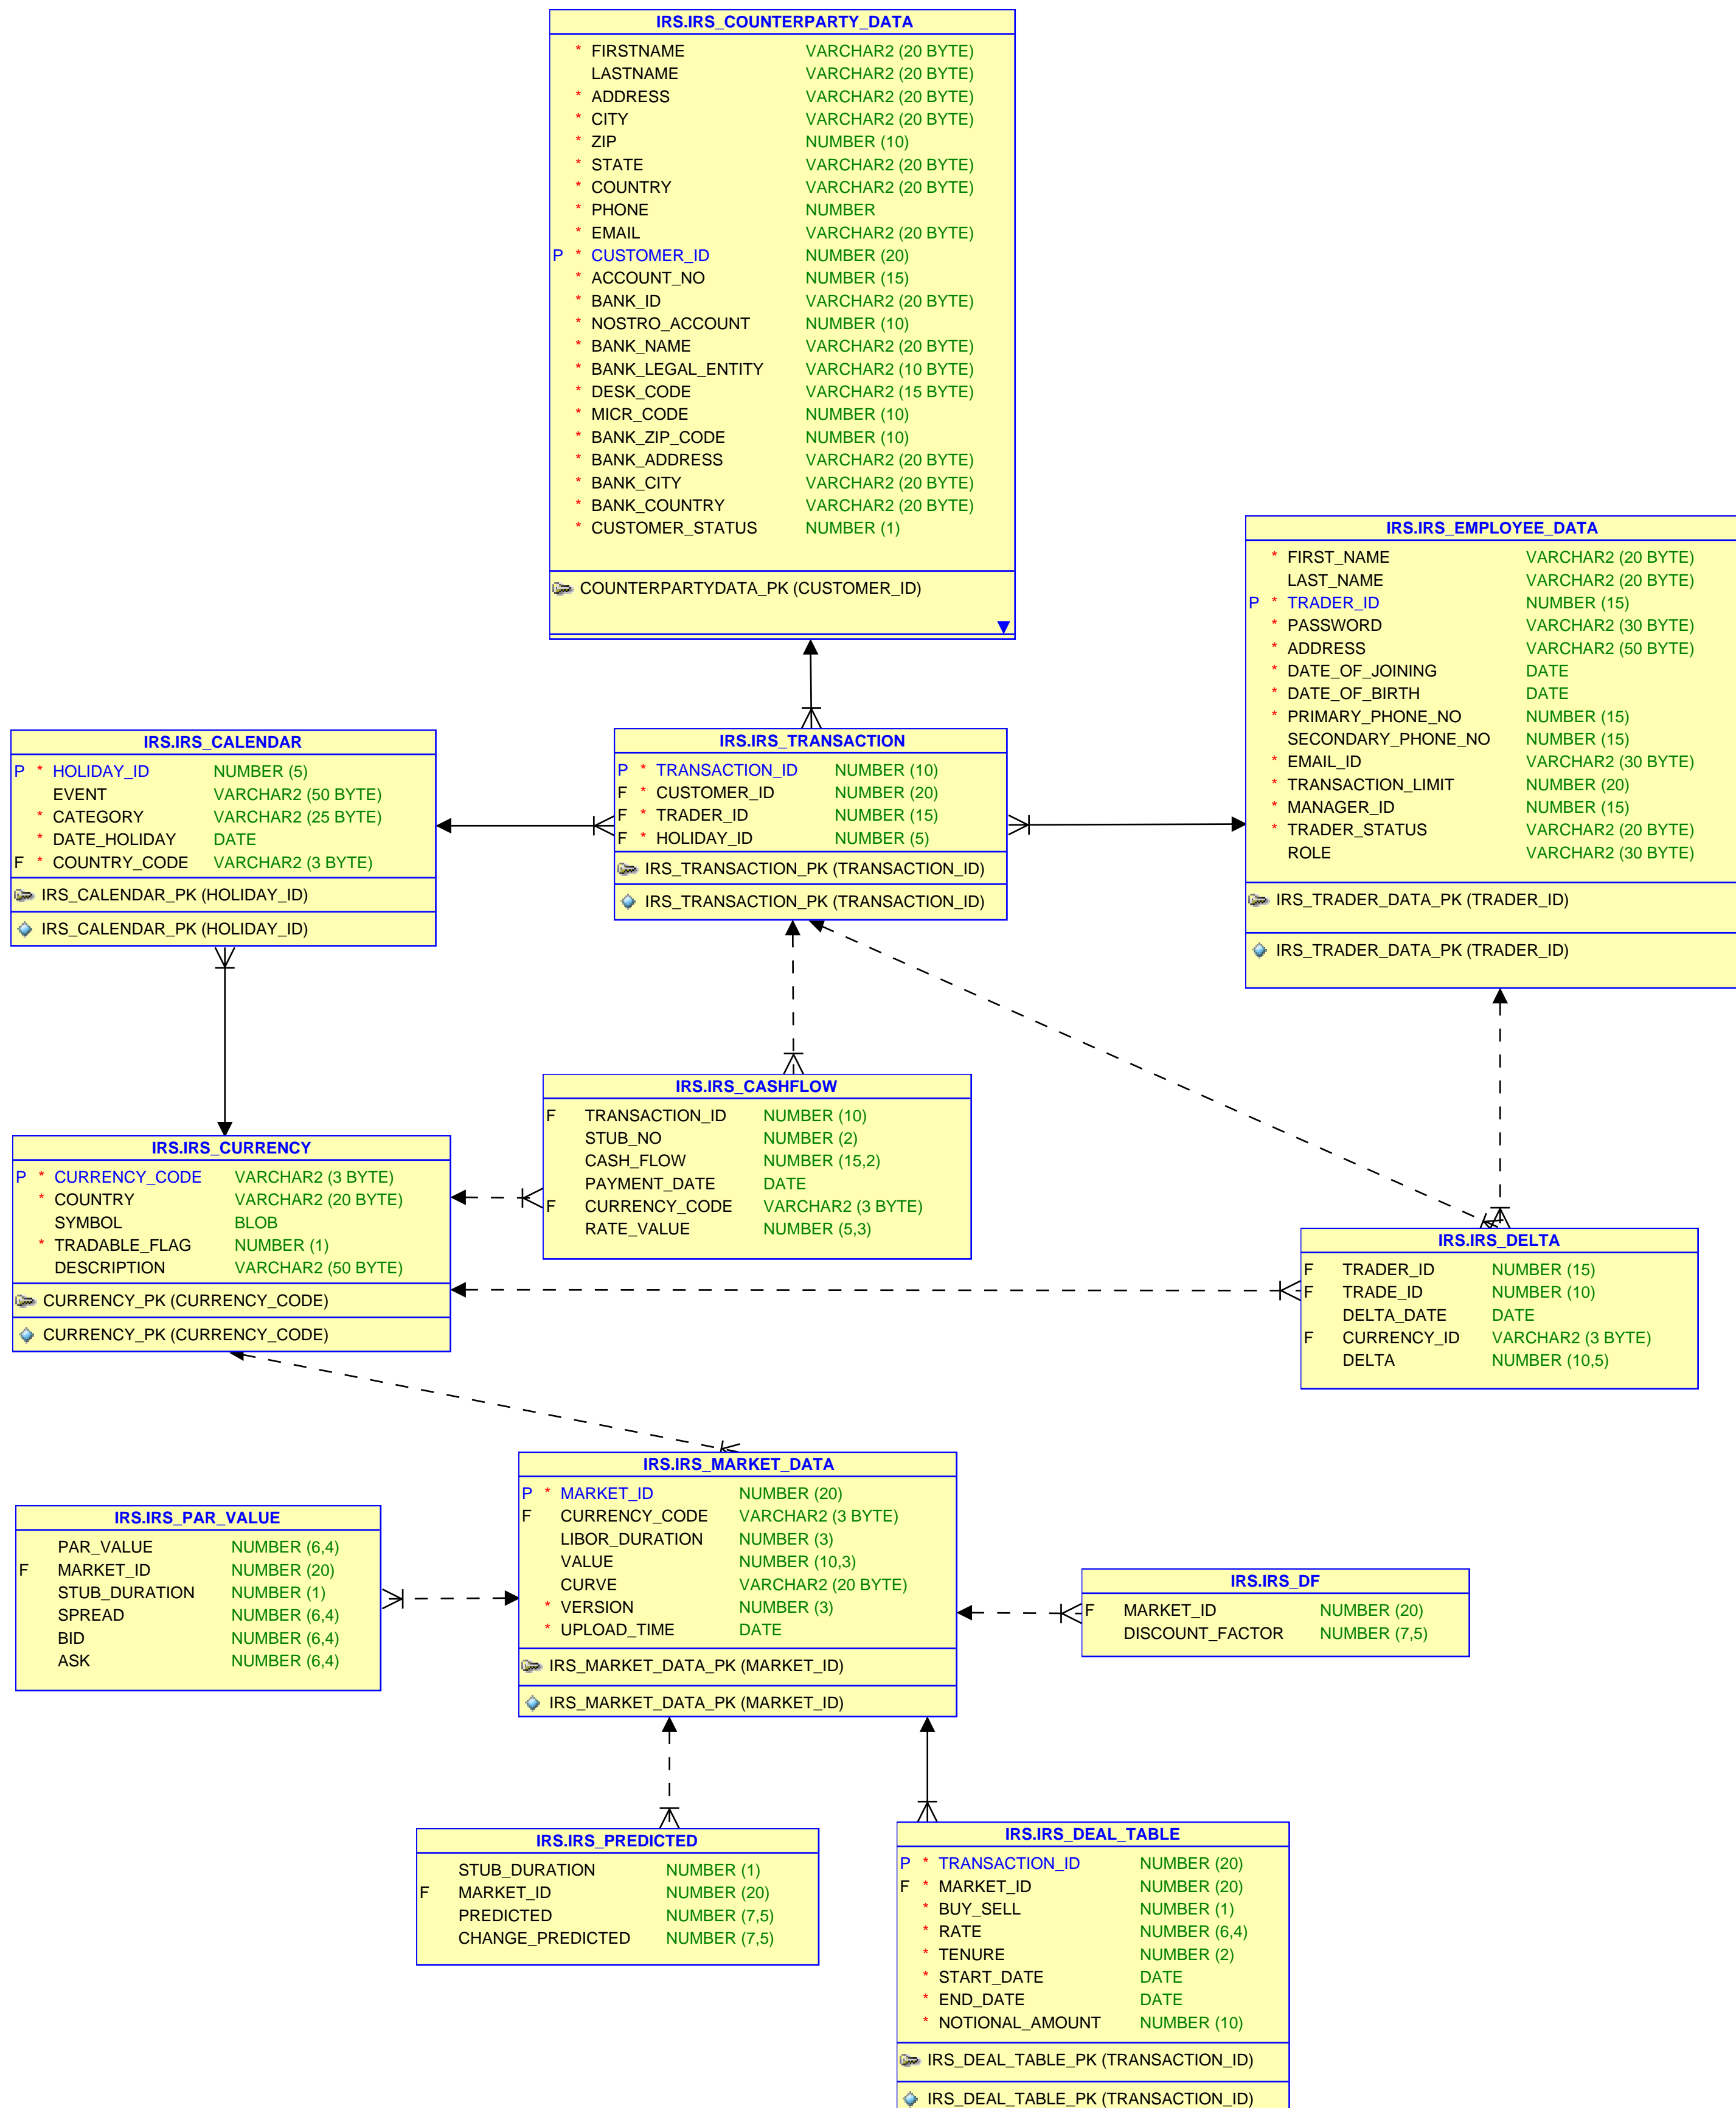 IRS.IRS_COUNTERPARTY_DATA
* FIRSTNAME VARCHAR2 (20 BYTE)
LASTNAME VARCHAR2 (20 BYTE)
* ADDRESS VARCHAR2 (20 BYTE)
* CITY VARCHAR2 (20 BYTE)
* ZIP NUMBER (10)
* STATE VARCHAR2 (20 BYTE)
* COUNTRY VARCHAR2 (20 BYTE)
* PHONE NUMBER
* EMAIL VARCHAR2 (20 BYTE)
P * CUSTOMER_ID NUMBER (20)
* ACCOUNT_NO NUMBER (15)
* BANK_ID VARCHAR2 (20 BYTE)
* NOSTRO_ACCOUNT NUMBER (10)
* BANK_NAME VARCHAR2 (20 BYTE)
* BANK_LEGAL_ENTITY VARCHAR2 (10 BYTE)
* DESK_CODE VARCHAR2 (15 BYTE)
* MICR_CODE NUMBER (10)
* BANK_ZIP_CODE NUMBER (10)
* BANK_ADDRESS VARCHAR2 (20 BYTE)
* BANK_CITY VARCHAR2 (20 BYTE)
* BANK_COUNTRY VARCHAR2 (20 BYTE)
* CUSTOMER_STATUS NUMBER (1)
COUNTERPARTYDATA_PK (CUSTOMER_ID)
IRS.IRS_EMPLOYEE_DATA
* FIRST_NAME VARCHAR2 (20 BYTE)
LAST_NAME VARCHAR2 (20 BYTE)
P * TRADER_ID NUMBER (15)
* PASSWORD VARCHAR2 (30 BYTE)
* ADDRESS VARCHAR2 (50 BYTE)
* DATE_OF_JOINING DATE
* DATE_OF_BIRTH DATE
* PRIMARY_PHONE_NO NUMBER (15)
SECONDARY_PHONE_NO NUMBER (15)
* EMAIL_ID VARCHAR2 (30 BYTE)
* TRANSACTION_LIMIT NUMBER (20)
* MANAGER_ID NUMBER (15)
* TRADER_STATUS VARCHAR2 (20 BYTE)
ROLE VARCHAR2 (30 BYTE)
IRS_TRADER_DATA_PK (TRADER_ID)
IRS_TRADER_DATA_PK (TRADER_ID)
IRS.IRS_CALENDAR
P * HOLIDAY_ID NUMBER (5)
EVENT VARCHAR2 (50 BYTE)
* CATEGORY VARCHAR2 (25 BYTE)
* DATE_HOLIDAY DATE
F * COUNTRY_CODE VARCHAR2 (3 BYTE)
IRS_CALENDAR_PK (HOLIDAY_ID)
IRS_CALENDAR_PK (HOLIDAY_ID)
IRS.IRS_TRANSACTION
P * TRANSACTION_ID NUMBER (10)
F * CUSTOMER_ID NUMBER (20)
F * TRADER_ID NUMBER (15)
F * HOLIDAY_ID NUMBER (5)
IRS_TRANSACTION_PK (TRANSACTION_ID)
IRS_TRANSACTION_PK (TRANSACTION_ID)
IRS.IRS_CASHFLOW
F TRANSACTION_ID NUMBER (10)
STUB_NO NUMBER (2)
CASH_FLOW NUMBER (15,2)
PAYMENT_DATE DATE
F CURRENCY_CODE VARCHAR2 (3 BYTE)
RATE_VALUE NUMBER (5,3)
IRS.IRS_CURRENCY
P * CURRENCY_CODE VARCHAR2 (3 BYTE)
* COUNTRY VARCHAR2 (20 BYTE)
SYMBOL BLOB
* TRADABLE_FLAG NUMBER (1)
DESCRIPTION VARCHAR2 (50 BYTE)
CURRENCY_PK (CURRENCY_CODE)
CURRENCY_PK (CURRENCY_CODE)
IRS.IRS_DELTA
F TRADER_ID NUMBER (15)
F TRADE_ID NUMBER (10)
DELTA_DATE DATE
F CURRENCY_ID VARCHAR2 (3 BYTE)
DELTA NUMBER (10,5)
IRS.IRS_MARKET_DATA
P * MARKET_ID NUMBER (20)
F CURRENCY_CODE VARCHAR2 (3 BYTE)
LIBOR_DURATION NUMBER (3)
VALUE NUMBER (10,3)
CURVE VARCHAR2 (20 BYTE)
* VERSION NUMBER (3)
* UPLOAD_TIME DATE
IRS_MARKET_DATA_PK (MARKET_ID)
IRS_MARKET_DATA_PK (MARKET_ID)
IRS.IRS_PAR_VALUE
PAR_VALUE NUMBER (6,4)
F MARKET_ID NUMBER (20)
STUB_DURATION NUMBER (1)
SPREAD NUMBER (6,4)
BID NUMBER (6,4)
ASK NUMBER (6,4)
IRS.IRS_DF
F MARKET_ID NUMBER (20)
DISCOUNT_FACTOR NUMBER (7,5)
IRS.IRS_PREDICTED
STUB_DURATION NUMBER (1)
F MARKET_ID NUMBER (20)
PREDICTED NUMBER (7,5)
CHANGE_PREDICTED NUMBER (7,5)
IRS.IRS_DEAL_TABLE
P * TRANSACTION_ID NUMBER (20)
F * MARKET_ID NUMBER (20)
* BUY_SELL NUMBER (1)
* RATE NUMBER (6,4)
* TENURE NUMBER (2)
* START_DATE DATE
* END_DATE DATE
* NOTIONAL_AMOUNT NUMBER (10)
IRS_DEAL_TABLE_PK (TRANSACTION_ID)
IRS_DEAL_TABLE_PK (TRANSACTION_ID)